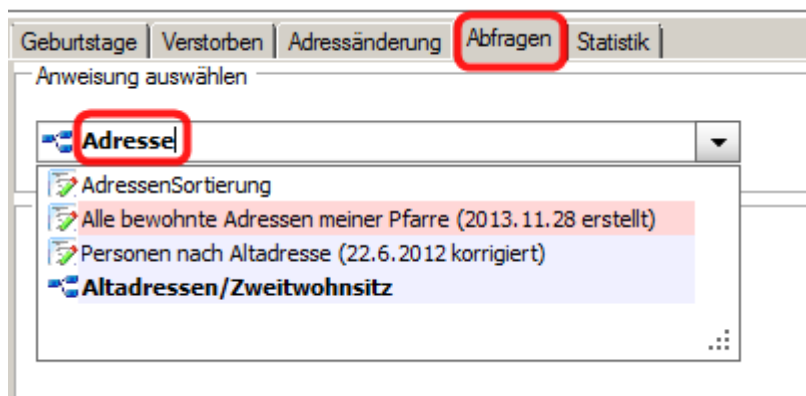 Geburtstage Verstorben Adressänderung Abfragen Statistik
Anweisung auswählen
Adresse
AdressenSortierung
Alle bewohnte Adressen meiner Pfarre (2013.11.28 erstellt)
Personen nach Altadresse (22.6.2012 korrigiert)
Altadressen/Zweitwohnsitz